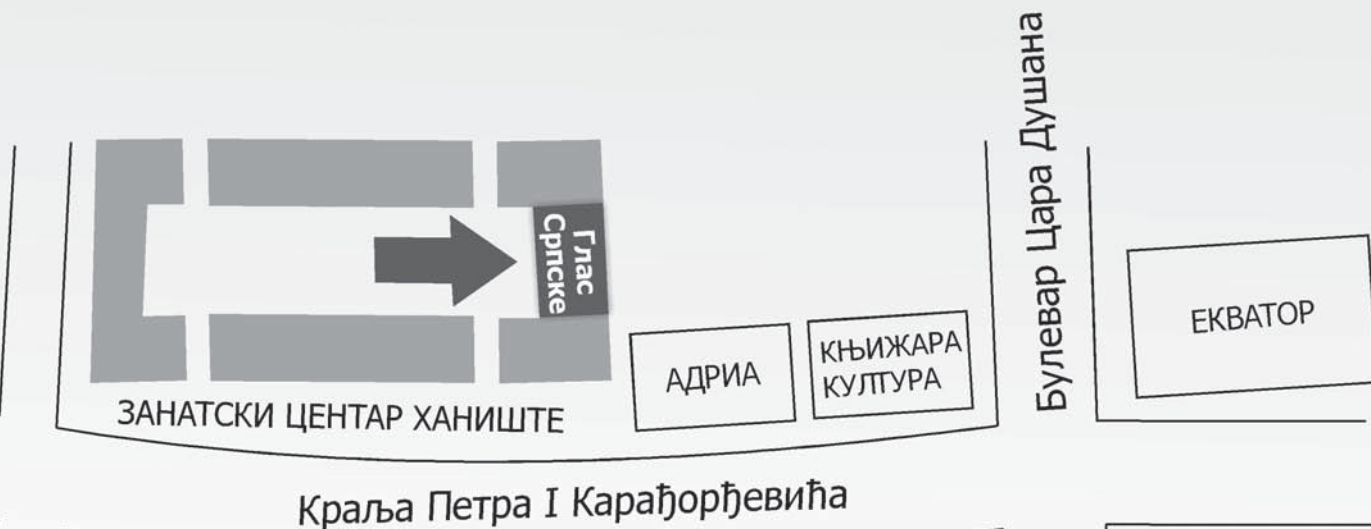 Глас
Српске
ЗАНАТСКИ ЦЕНТАР ХАНИШТЕ
АДРИА
КЊИЖАРА
КУЛТУРА
Булевар Цара Душана
ЕКВАТОР
Краља Петра I Карађорђевића